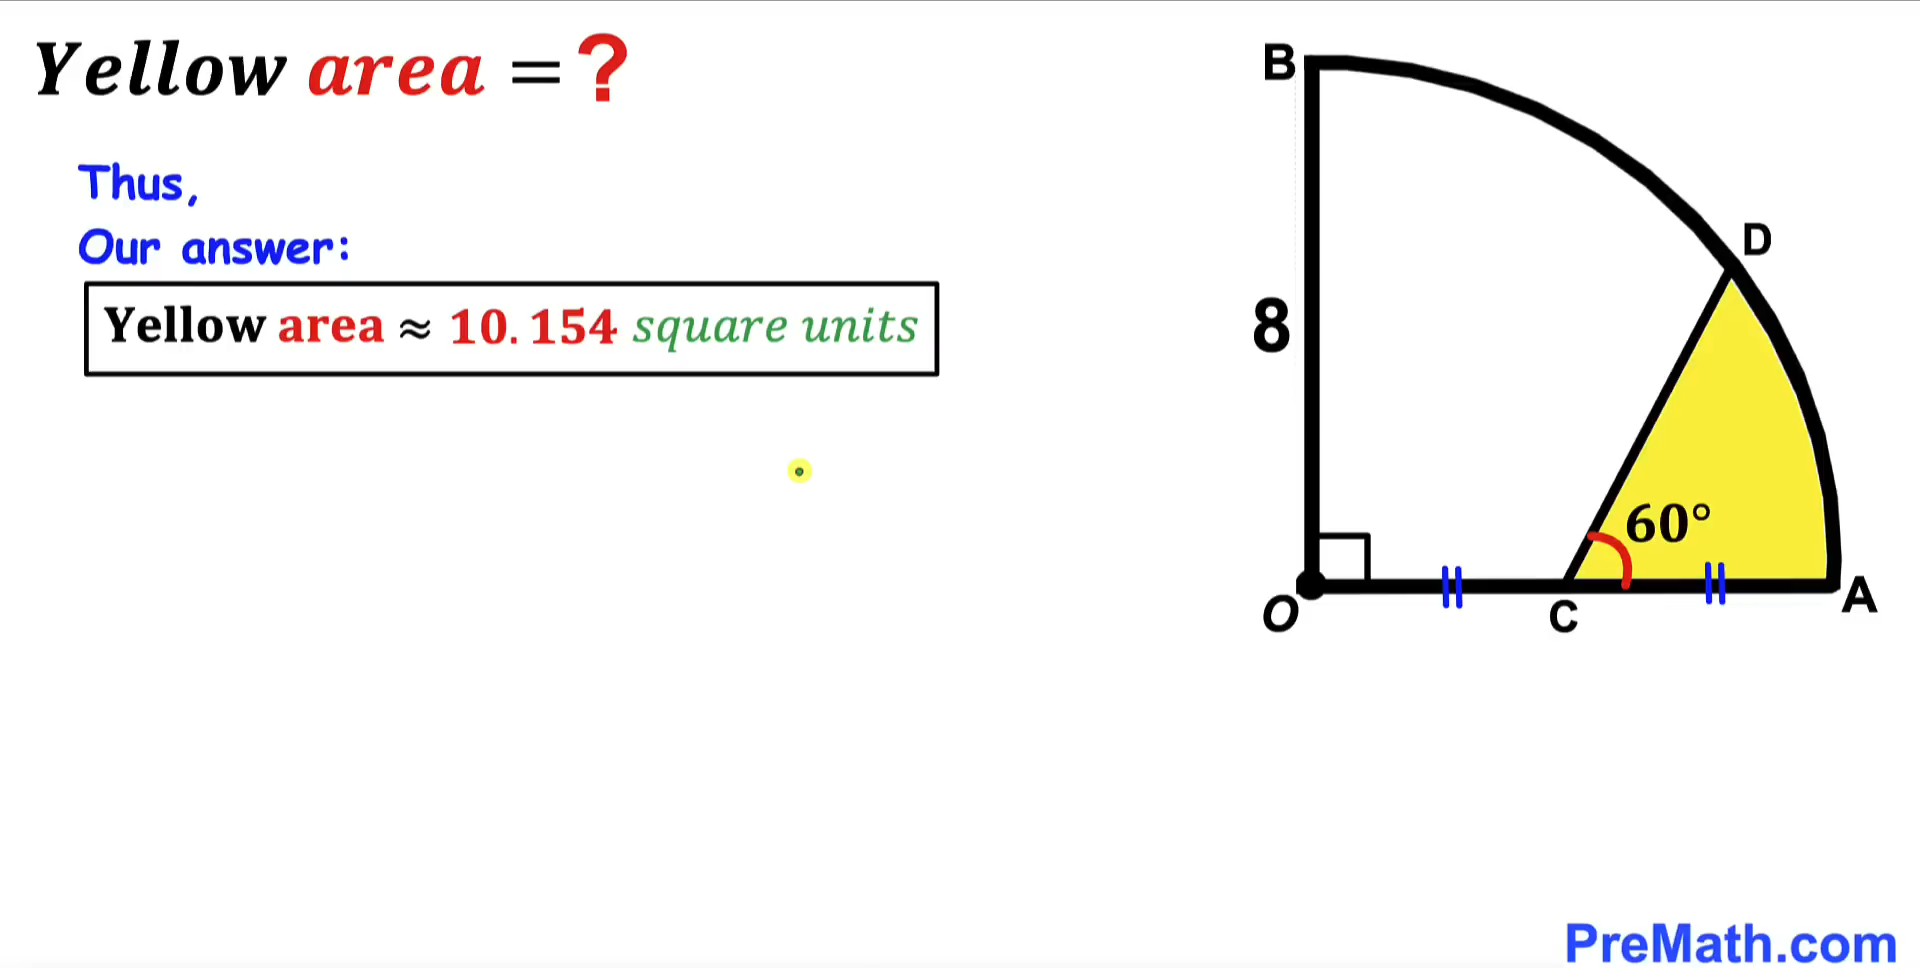 Yellow area = ?
Thus,
Our answer:
Yellow area ≈ 10.154 square units
B
D
8
60°
O
C
A
PreMath.com